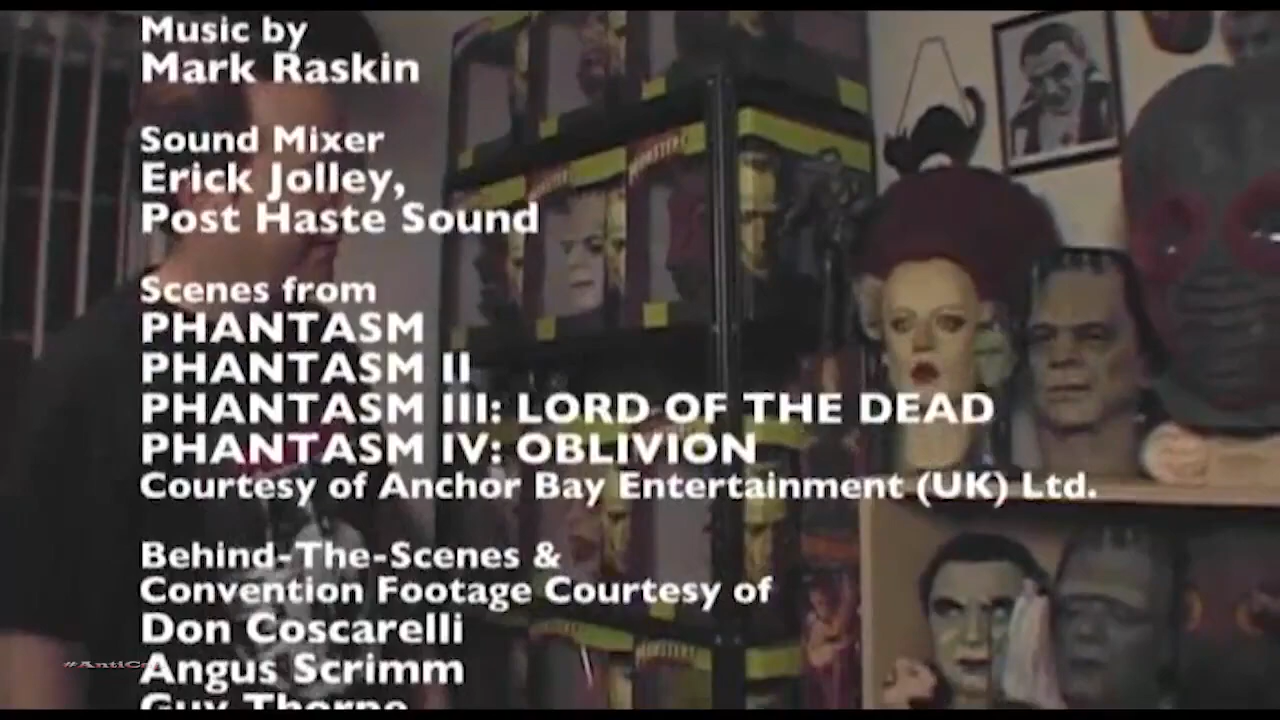 Music by
Mark Raskin
Sound Mixer
Erick Jolley,
Post Haste Sound
Scenes from
PHANTASM
PHANTASM II
PHANTASM III: LORD OF THE DEAD
PHANTASM IV: OBLIVION
Courtesy of Anchor Bay Entertainment (UK) Ltd.
Behind-The-Scenes &
Convention Footage Courtesy of
Don Coscarelli
Angus Scrimm
Guy Thorpe